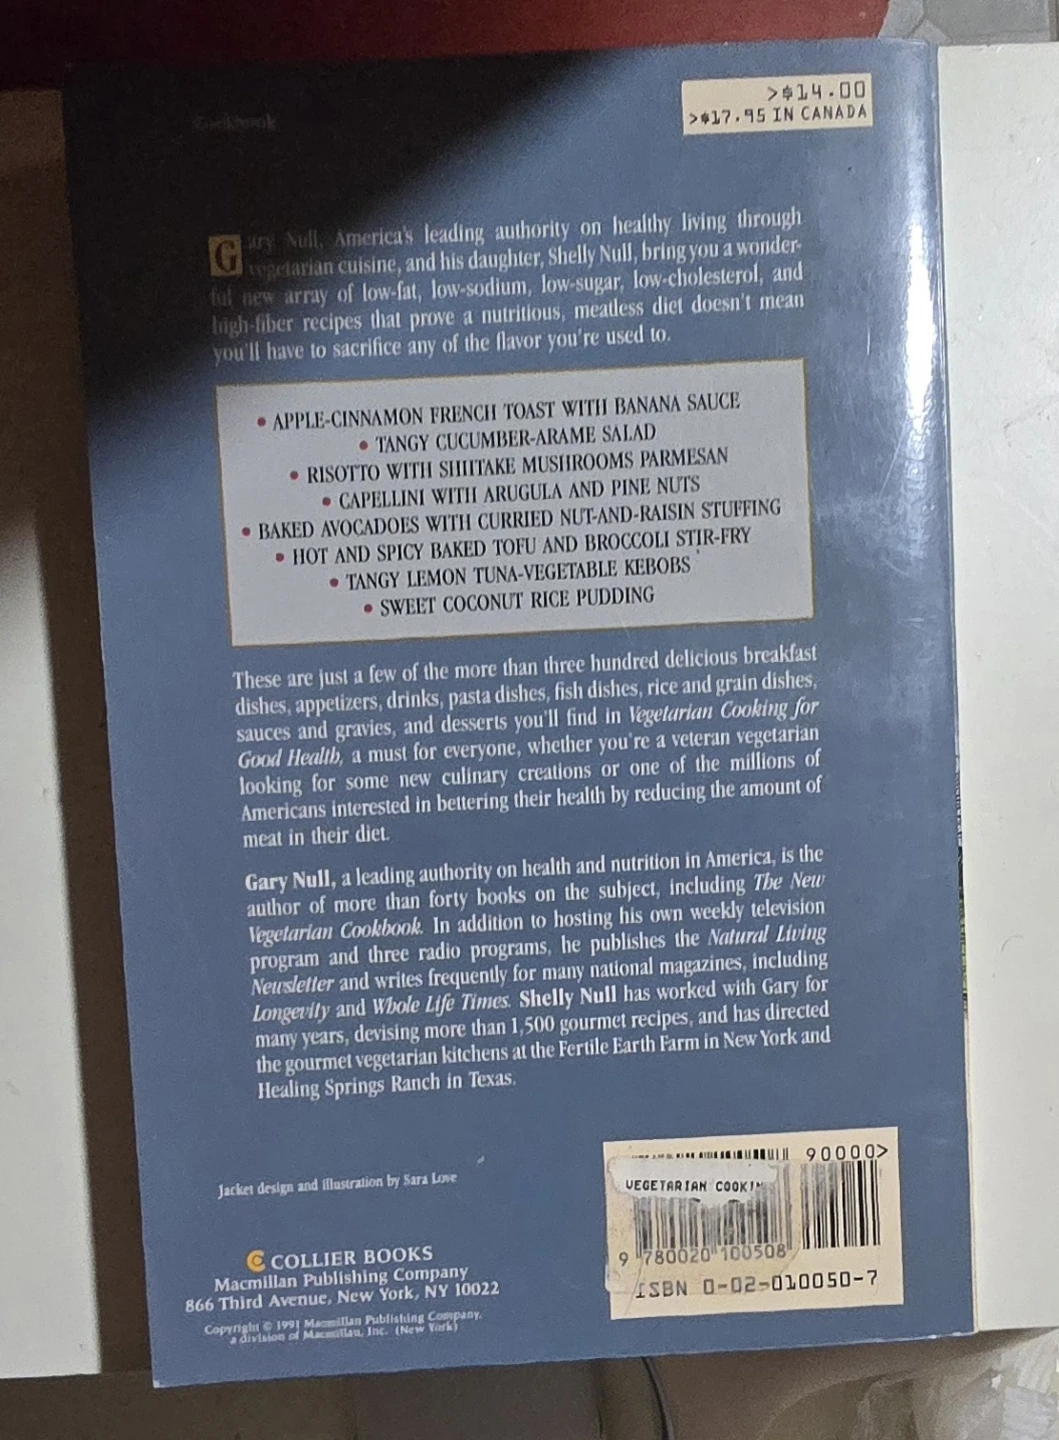 Cookbook
>$14.00
>$17.95 IN CANADA
Gary Null, America's leading authority on healthy living through
vegetarian cuisine, and his daughter, Shelly Null, bring you a wonder-
ful new array of low-fat, low-sodium, low-sugar, low-cholesterol, and
high-fiber recipes that prove a nutritious, meatless diet doesn't mean
you'll have to sacrifice any of the flavor you're used to.
• APPLE-CINNAMON FRENCH TOAST WITH BANANA SAUCE
• TANGY CUCUMBER-ARAME SALAD
• RISOTTO WITH SHIITAKE MUSHROOMS PARMESAN
• CAPELLINI WITH ARUGULA AND PINE NUTS
• BAKED AVOCADOES WITH CURRIED NUT-AND-RAISIN STUFFING
• HOT AND SPICY BAKED TOFU AND BROCCOLI STIR-FRY
• TANGY LEMON TUNA-VEGETABLE KEBOBS
• SWEET COCONUT RICE PUDDING
These are just a few of the more than three hundred delicious breakfast
dishes, appetizers, drinks, pasta dishes, fish dishes, rice and grain dishes,
sauces and gravies, and desserts you'll find in Vegetarian Cooking for
Good Health, a must for everyone, whether you're a veteran vegetarian
looking for some new culinary creations or one of the millions of
Americans interested in bettering their health by reducing the amount of
meat in their diet.
Gary Null, a leading authority on health and nutrition in America, is the
author of more than forty books on the subject, including The New
Vegetarian Cookbook. In addition to hosting his own weekly television
program and three radio programs, he publishes the Natural Living
Newsletter and writes frequently for many national magazines, including
Longevity and Whole Life Times. Shelly Null has worked with Gary for
many years, devising more than 1,500 gourmet recipes, and has directed
the gourmet vegetarian kitchens at the Fertile Earth Farm in New York and
Healing Springs Ranch in Texas.
Jacket design and illustration by Sara Love
COLLIER BOOKS
Macmillan Publishing Company
866 Third Avenue, New York, NY 10022
Copyright © 1991 Macmillan Publishing Company,
a division of Macmillan, Inc. (New York)
90000>
VEGETARIAN COOKIN
9 780020 100508
ISBN 0-02-010050-7